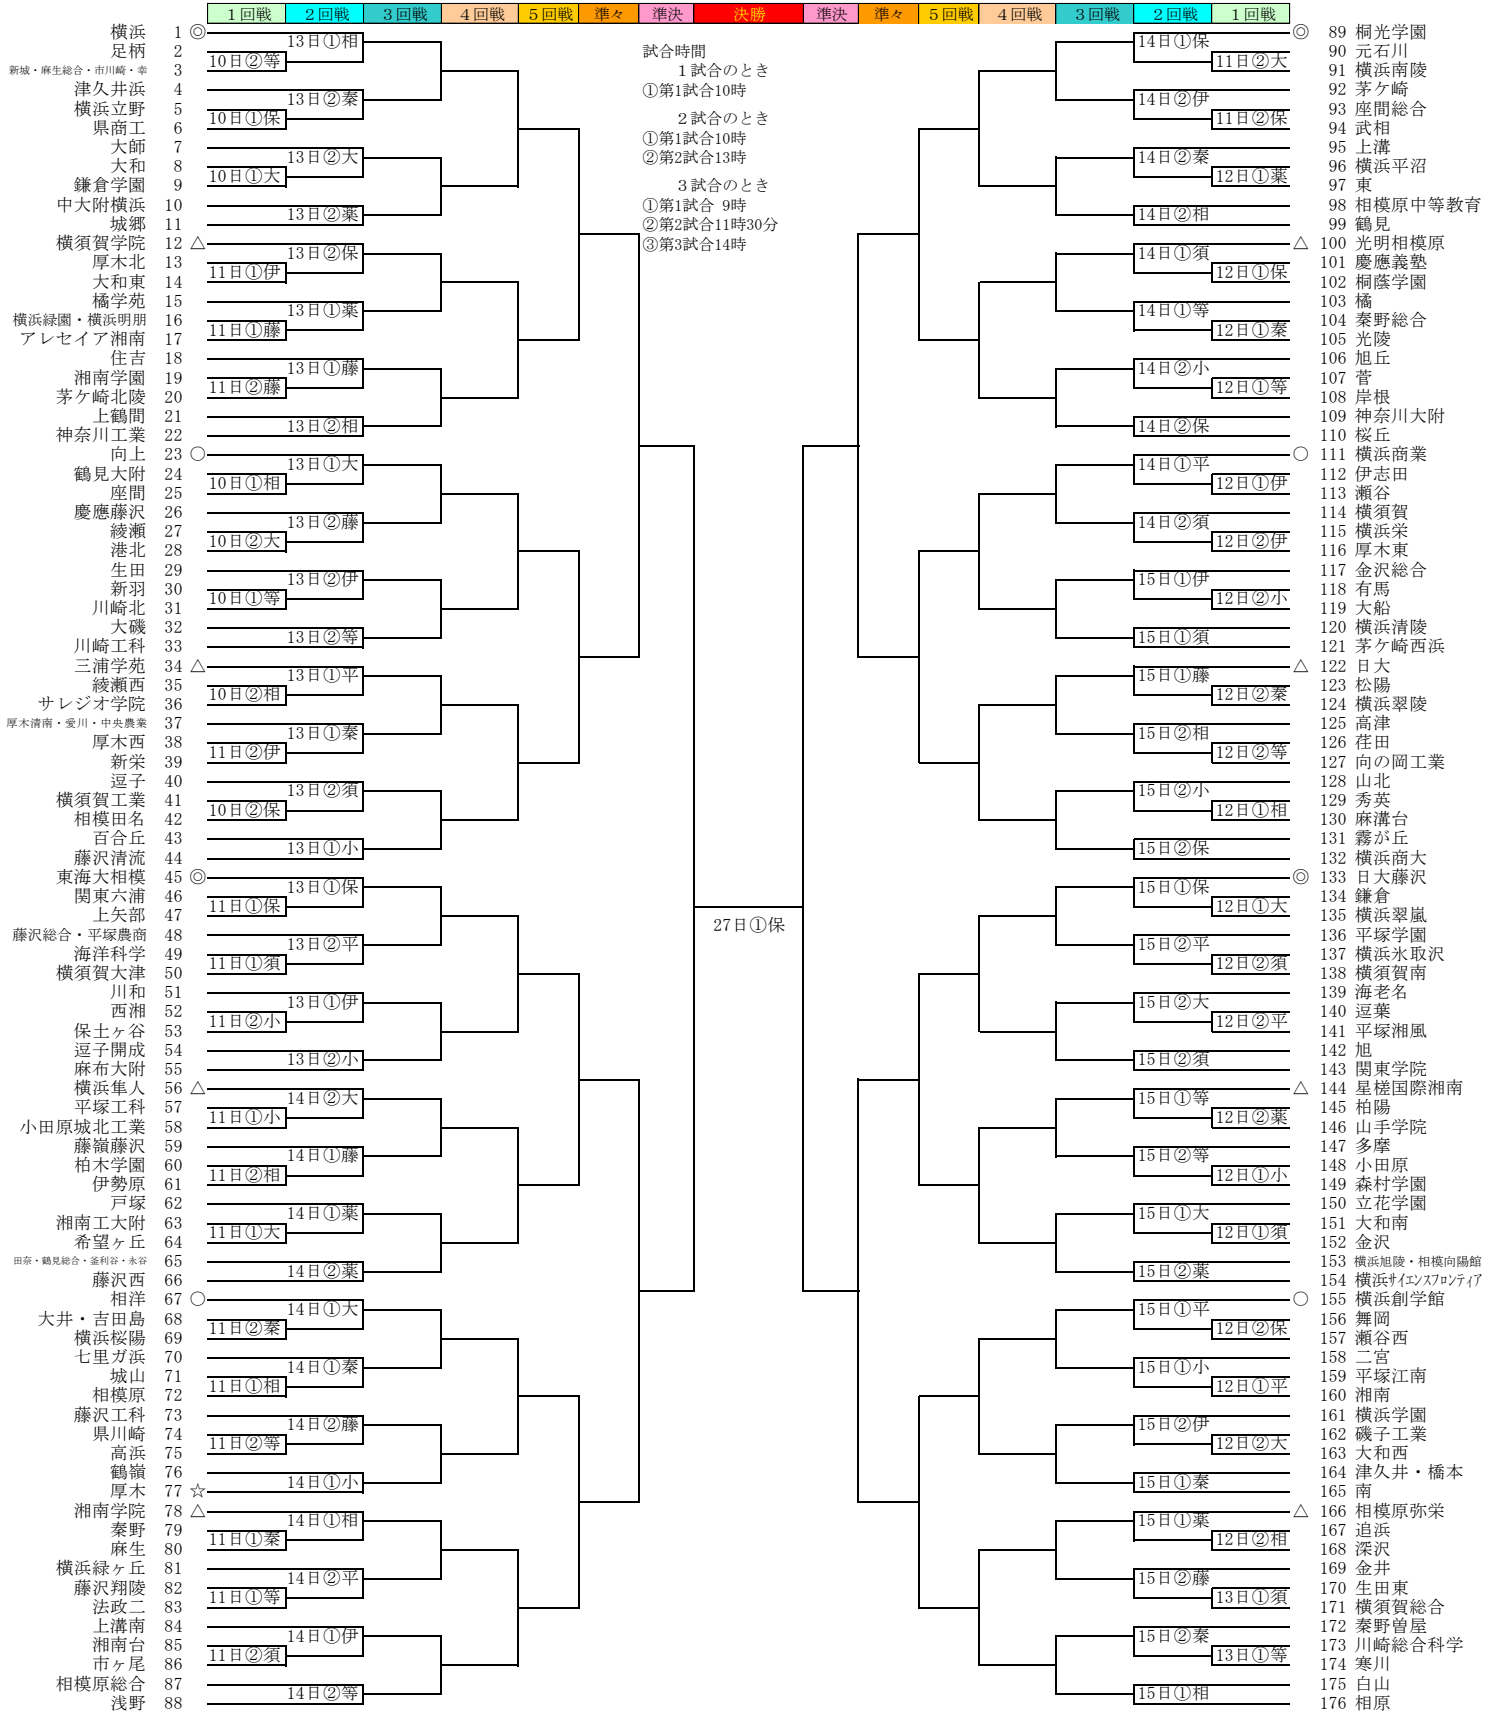 １回戦 ２回戦 ３回戦 ４回戦 ５回戦 準々 準決 決勝 準決 準々 ５回戦 ４回戦 ３回戦 ２回戦 １回戦
横浜 1 ◎
足柄 2
新城・麻生総合・市川崎・幸 3
津久井浜 4
横浜立野 5
県商工 6
大師 7
大和 8
鎌倉学園 9
中大附横浜 10
城郷 11
横須賀学院 12 △
厚木北 13
大和東 14
橘学苑 15
横浜緑園・横浜明朋 16
アレセイア湘南 17
住吉 18
湘南学園 19
茅ケ崎北陵 20
上鶴間 21
神奈川工業 22
向上 23 ○
鶴見大附 24
座間 25
慶應藤沢 26
綾瀬 27
港北 28
生田 29
新羽 30
川崎北 31
大磯 32
川崎工科 33
三浦学苑 34 △
綾瀬西 35
サレジオ学院 36
厚木清南・愛川・中央農業 37
厚木西 38
新栄 39
逗子 40
横須賀工業 41
相模田名 42
百合丘 43
藤沢清流 44
東海大相模 45 ◎
関東六浦 46
上矢部 47
藤沢総合・平塚農商 48
海洋科学 49
横須賀大津 50
川和 51
西湘 52
保土ヶ谷 53
逗子開成 54
麻布大附 55
横浜隼人 56 △
平塚工科 57
小田原城北工業 58
藤嶺藤沢 59
柏木学園 60
伊勢原 61
戸塚 62
湘南工大附 63
希望ヶ丘 64
田奈・鶴見総合・釜利谷・永谷 65
藤沢西 66
相洋 67 ○
大井・吉田島 68
横浜桜陽 69
七里ガ浜 70
城山 71
相模原 72
藤沢工科 73
県川崎 74
高浜 75
鶴嶺 76
厚木 77 ☆
湘南学院 78 △
秦野 79
麻生 80
横浜緑ヶ丘 81
藤沢翔陵 82
法政二 83
上溝南 84
湘南台 85
市ヶ尾 86
相模原総合 87
浅野 88
10日②等
10日①保
10日①大
11日①伊
11日①藤
11日②藤
10日①相
10日②大
10日①等
10日②相
11日②伊
10日②保
11日①保
11日①須
11日②小
11日①小
11日②相
11日①大
11日②秦
11日①相
11日②等
11日①秦
11日①等
11日②須
13日①相
13日②秦
13日②大
13日②薬
13日②保
13日①薬
13日①藤
13日②相
13日①大
13日②藤
13日②伊
13日②等
13日①平
13日①秦
13日②須
13日①小
13日①保
13日②平
13日①伊
13日②小
14日②大
14日①藤
14日①薬
14日②薬
14日①大
14日①秦
14日②藤
14日①小
14日①相
14日②平
14日①伊
14日②等
試合時間
１試合のとき
①第1試合10時
２試合のとき
①第1試合10時
②第2試合13時
３試合のとき
①第1試合 9時
②第2試合11時30分
③第3試合14時
27日①保
14日①保
14日②伊
14日②秦
14日②相
14日①須
14日①等
14日②小
14日②保
14日①平
14日②須
15日①伊
15日①須
15日①藤
15日②相
15日②小
15日②保
15日①保
15日②平
15日②大
15日②須
15日①等
15日②等
15日①大
15日②薬
15日①平
15日①小
15日②伊
15日①秦
15日①薬
15日②藤
15日②秦
15日①相
11日②大
11日②保
12日①薬
12日①保
12日①秦
12日①等
12日①伊
12日②伊
12日②小
12日②秦
12日②等
12日①相
12日①大
12日②須
12日②平
12日②薬
12日①小
12日①須
12日②保
12日①平
12日②大
12日②相
13日①須
13日①等
◎ 89 桐光学園
90 元石川
91 横浜南陵
92 茅ケ崎
93 座間総合
94 武相
95 上溝
96 横浜平沼
97 東
98 相模原中等教育
99 鶴見
△ 100 光明相模原
101 慶應義塾
102 桐蔭学園
103 橘
104 秦野総合
105 光陵
106 旭丘
107 菅
108 岸根
109 神奈川大附
110 桜丘
○ 111 横浜商業
112 伊志田
113 瀬谷
114 横須賀
115 横浜栄
116 厚木東
117 金沢総合
118 有馬
119 大船
120 横浜清陵
121 茅ケ崎西浜
△ 122 日大
123 松陽
124 横浜翠陵
125 高津
126 荏田
127 向の岡工業
128 山北
129 秀英
130 麻溝台
131 霧が丘
132 横浜商大
◎ 133 日大藤沢
134 鎌倉
135 横浜翠嵐
136 平塚学園
137 横浜氷取沢
138 横須賀南
139 海老名
140 逗葉
141 平塚湘風
142 旭
143 関東学院
△ 144 星槎国際湘南
145 柏陽
146 山手学院
147 多摩
148 小田原
149 森村学園
150 立花学園
151 大和南
152 金沢
153 横浜旭陵・相模向陽館
154 横浜ｻｲｴﾝｽﾌﾛﾝﾃｨｱ
○ 155 横浜創学館
156 舞岡
157 瀬谷西
158 二宮
159 平塚江南
160 湘南
161 横浜学園
162 磯子工業
163 大和西
164 津久井・橋本
165 南
△ 166 相模原弥栄
167 追浜
168 深沢
169 金井
170 生田東
171 横須賀総合
172 秦野曽屋
173 川崎総合科学
174 寒川
175 白山
176 相原